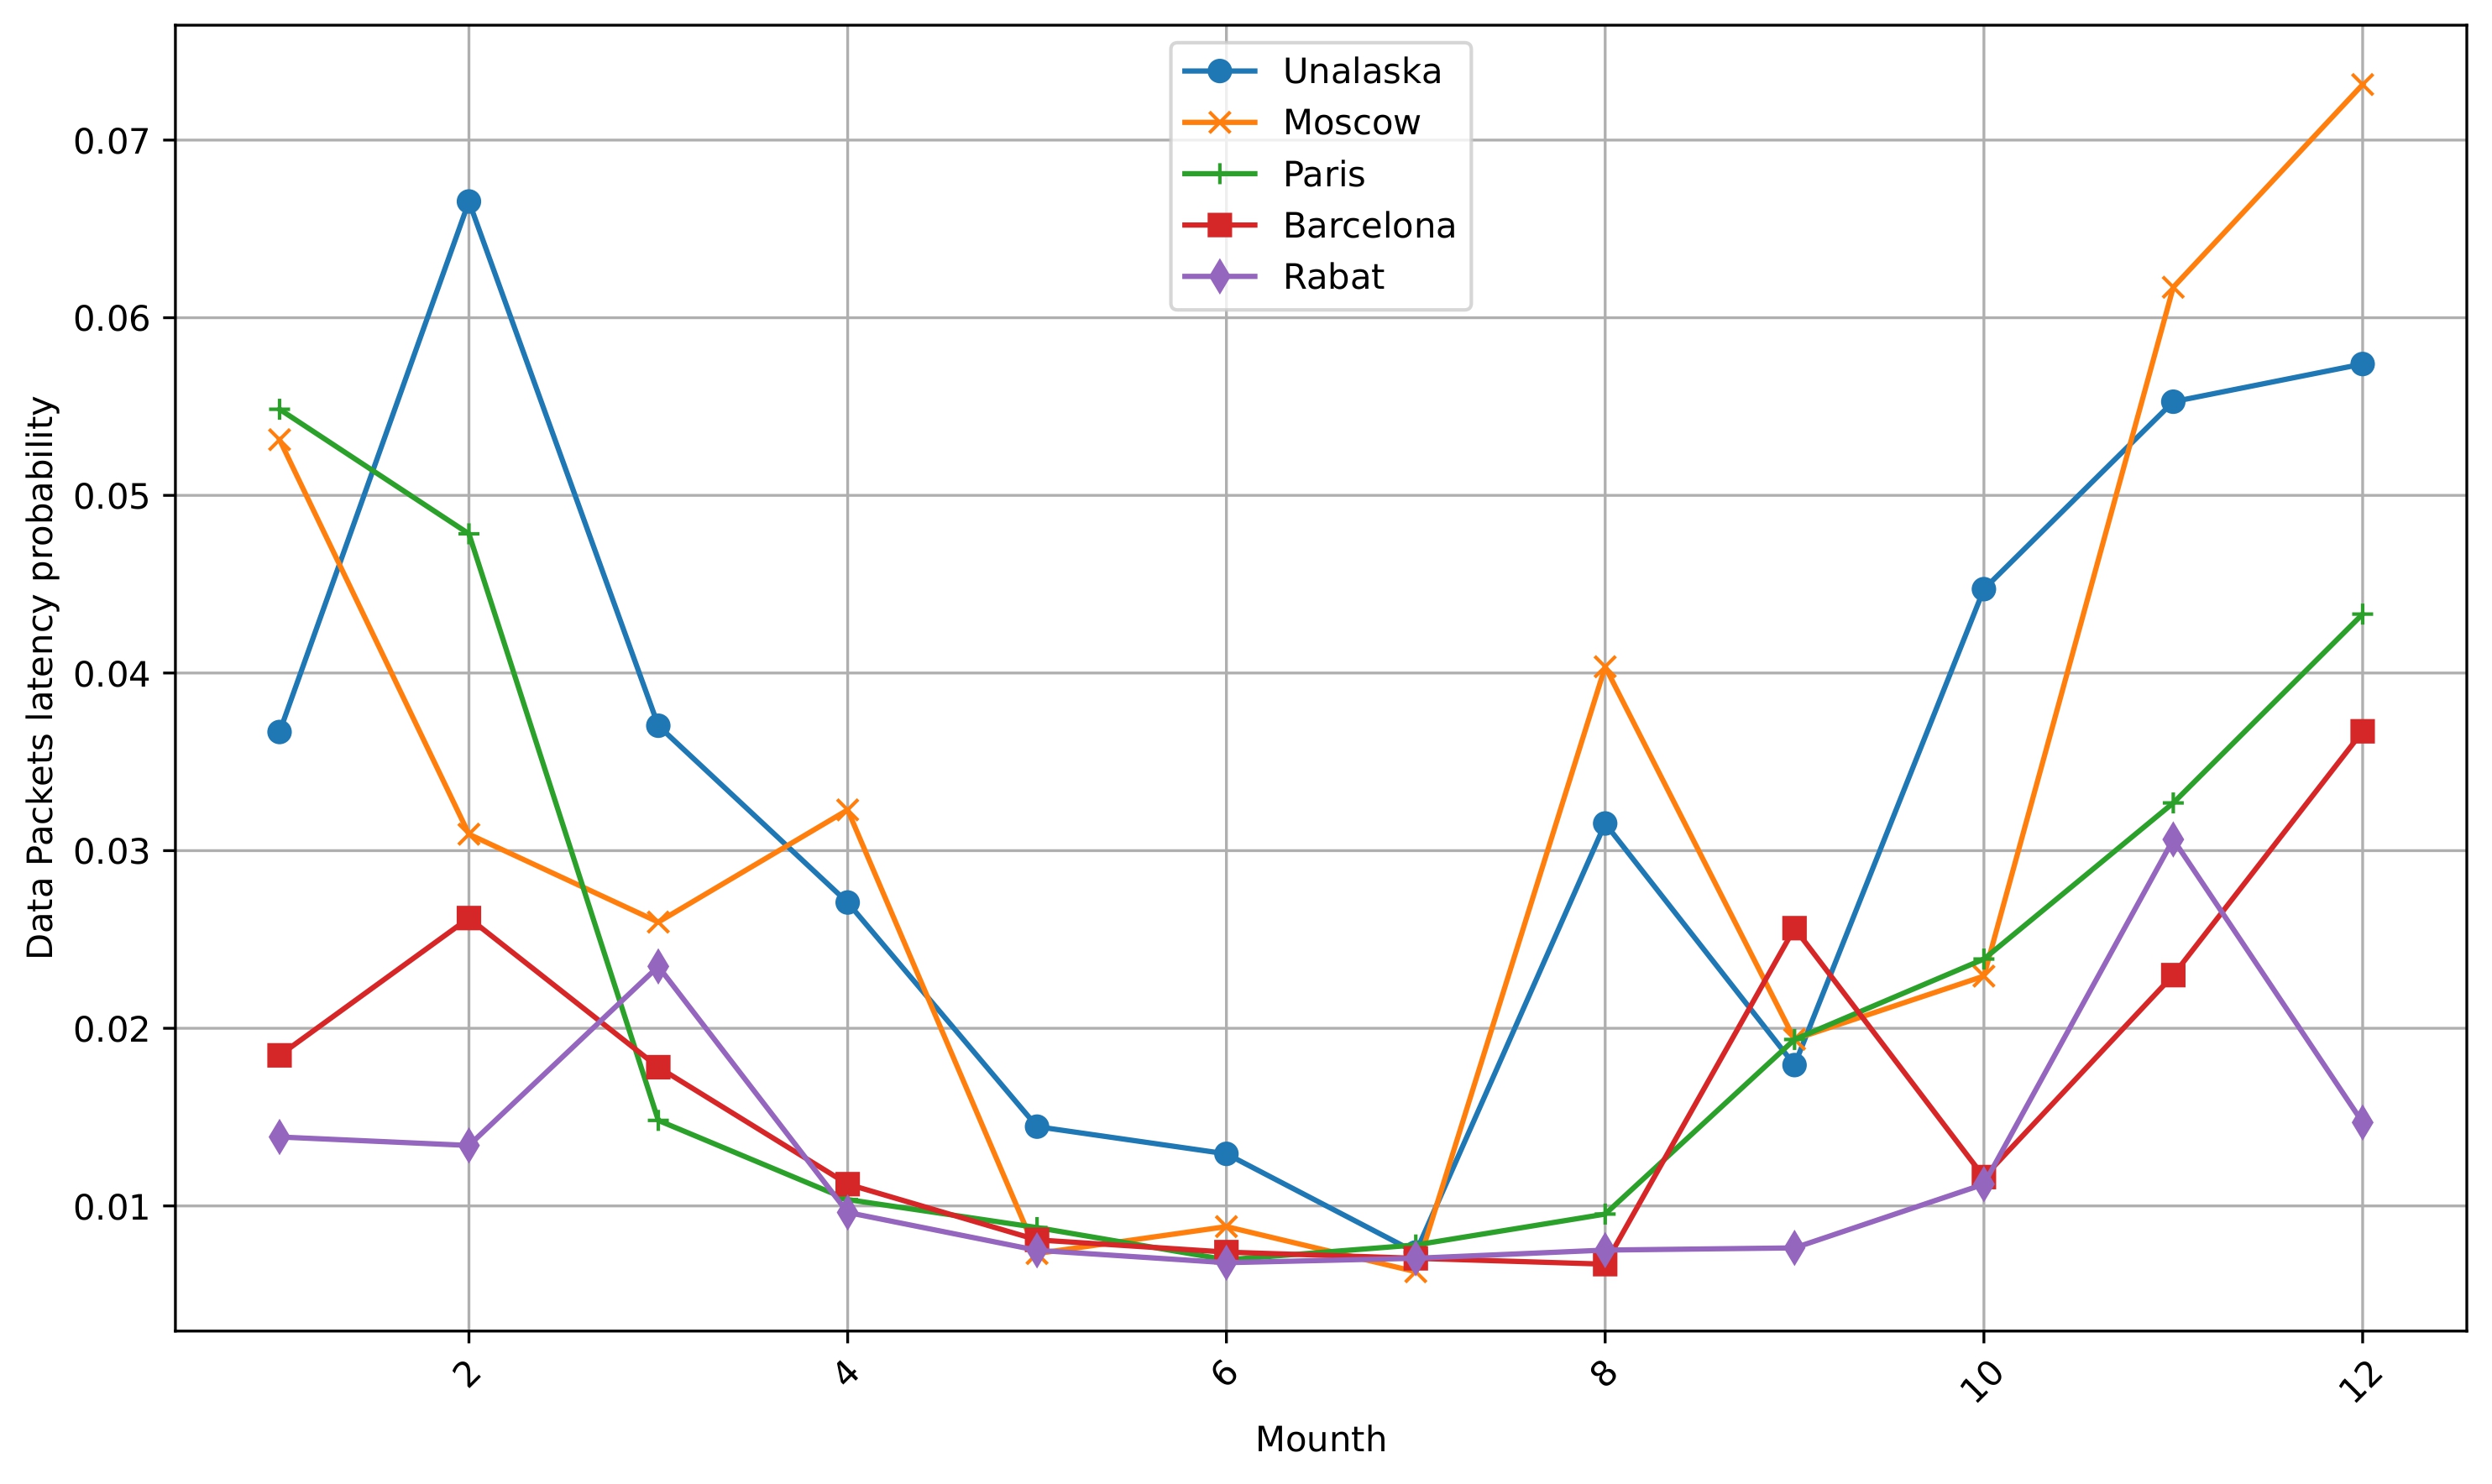 Unalaska
Moscow
Paris
Barcelona
Rabat
0.07
0.06
0.05
0.04
0.03
0.02
0.01
Data Packets latency probability
2
4
6
8
10
12
Mounth